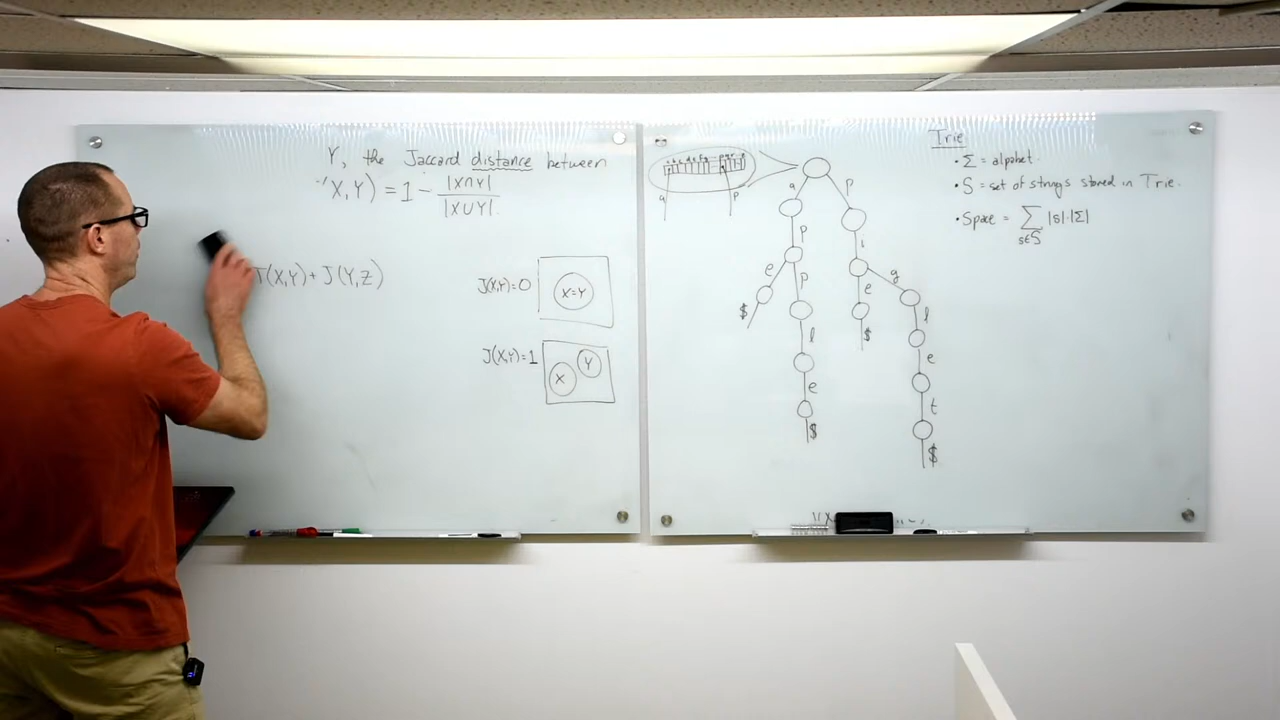 Y, the Jaccard distance between
X,Y) = 1 - |X∩Y| / |X∪Y|.
J(X,Y) + J(Y,Z)
J(X,Y)=0
X=Y
J(X,Y)=1
X
Y
a
p
a
p
p
i
e
p
e
g
$
l
$
l
e
e
$
t
$
Trie
• Σ = alphabet.
• S = set of strings stored in Trie.
• Space = Σ |s|·|Σ|
s∈S